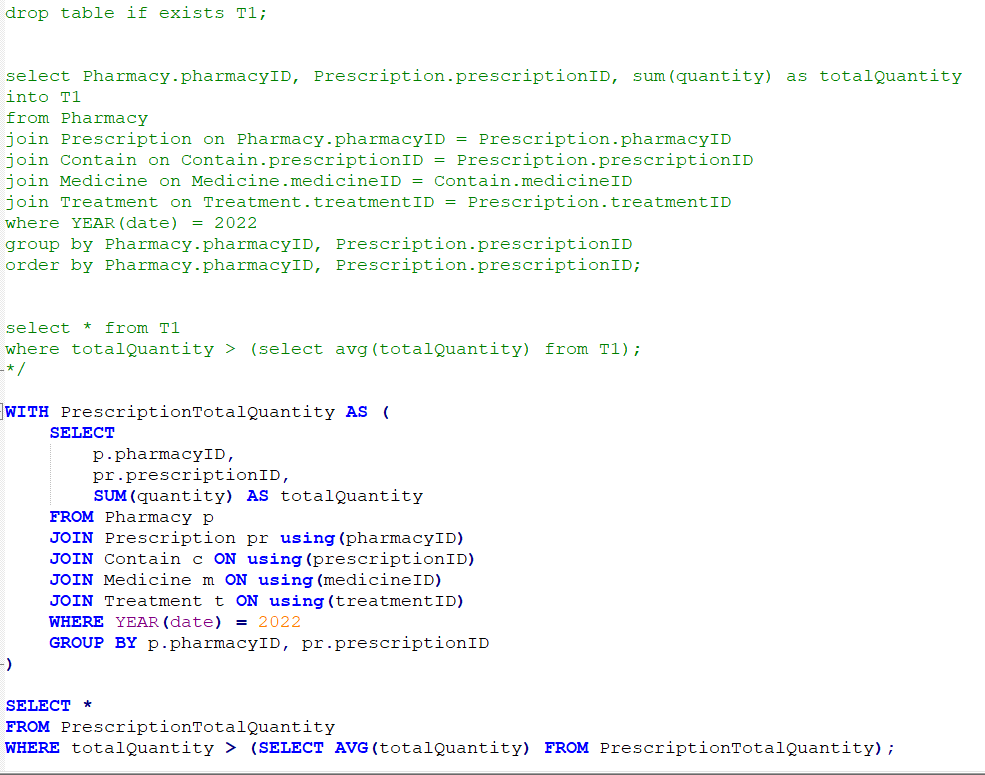 drop table if exists T1;
select Pharmacy.pharmacyID, Prescription.prescriptionID, sum(quantity) as totalQuantity
into T1
from Pharmacy
join Prescription on Pharmacy.pharmacyID = Prescription.pharmacyID
join Contain on Contain.prescriptionID = Prescription.prescriptionID
join Medicine on Medicine.medicineID = Contain.medicineID
join Treatment on Treatment.treatmentID = Prescription.treatmentID
where YEAR(date) = 2022
group by Pharmacy.pharmacyID, Prescription.prescriptionID
order by Pharmacy.pharmacyID, Prescription.prescriptionID;
select * from T1
where totalQuantity > (select avg(totalQuantity) from T1);
*/
WITH PrescriptionTotalQuantity AS (
    SELECT
        p.pharmacyID,
        pr.prescriptionID,
        SUM(quantity) AS totalQuantity
    FROM Pharmacy p
    JOIN Prescription pr using(pharmacyID)
    JOIN Contain c ON using(prescriptionID)
    JOIN Medicine m ON using(medicineID)
    JOIN Treatment t ON using(treatmentID)
    WHERE YEAR(date) = 2022
    GROUP BY p.pharmacyID, pr.prescriptionID
)
SELECT *
FROM PrescriptionTotalQuantity
WHERE totalQuantity > (SELECT AVG(totalQuantity) FROM PrescriptionTotalQuantity);